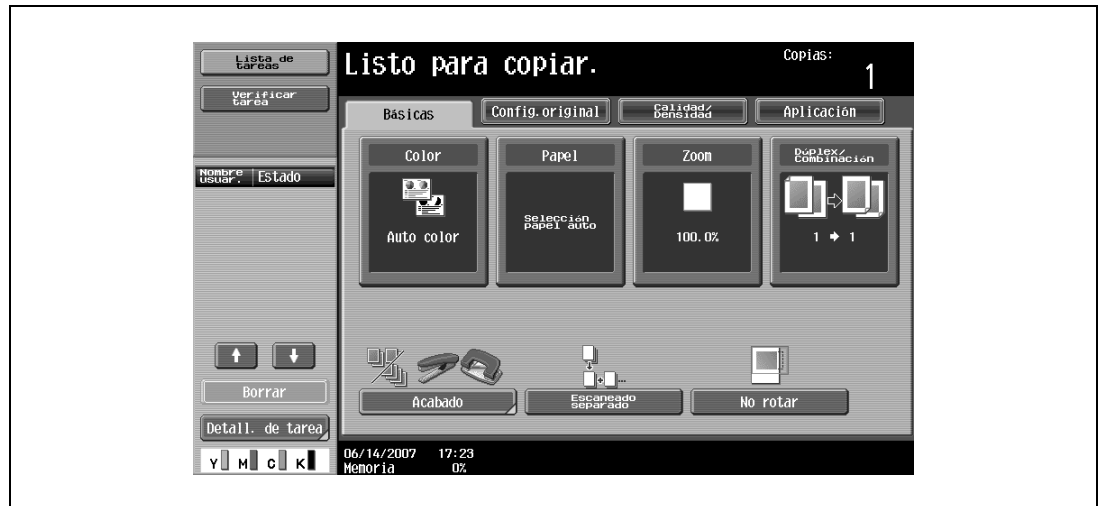 Lista de
tareas
Verificar
tarea
Nombre
usuar.
Estado
Borrar
Detall. de tarea
Y M C K
Listo para copiar.
Copias:
1
Básicas
Config.original
Calidad/
Densidad
Aplicación
Color
Auto color
Papel
Selección
papel auto
Zoom
100.0%
Dúplex/
Combinación
1 → 1
Acabado
Escaneado
separado
No rotar
06/14/2007 17:23
Memoria 0%